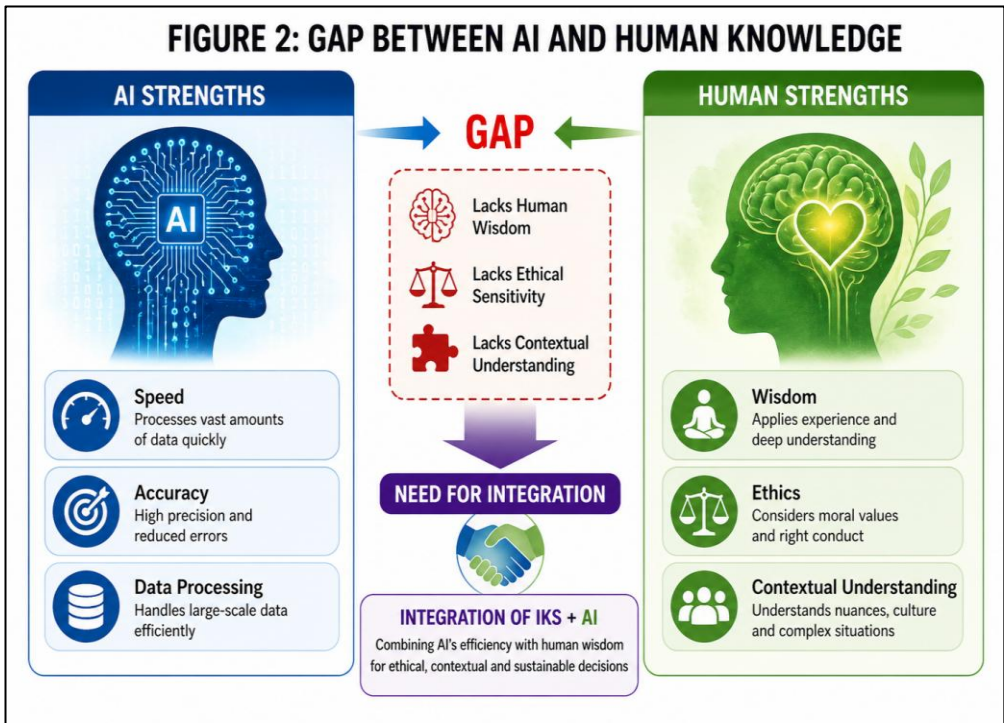 FIGURE 2: GAP BETWEEN AI AND HUMAN KNOWLEDGE
AI STRENGTHS
AI
Speed
Processes vast amounts
of data quickly
Accuracy
High precision and
reduced errors
Data Processing
Handles large-scale data
efficiently
GAP
Lacks Human
Wisdom
Lacks Ethical
Sensitivity
Lacks Contextual
Understanding
NEED FOR INTEGRATION
INTEGRATION OF IKS + AI
Combining AI's efficiency with human wisdom
for ethical, contextual and sustainable decisions
HUMAN STRENGTHS
Wisdom
Applies experience and
deep understanding
Ethics
Considers moral values
and right conduct
Contextual Understanding
Understands nuances, culture
and complex situations